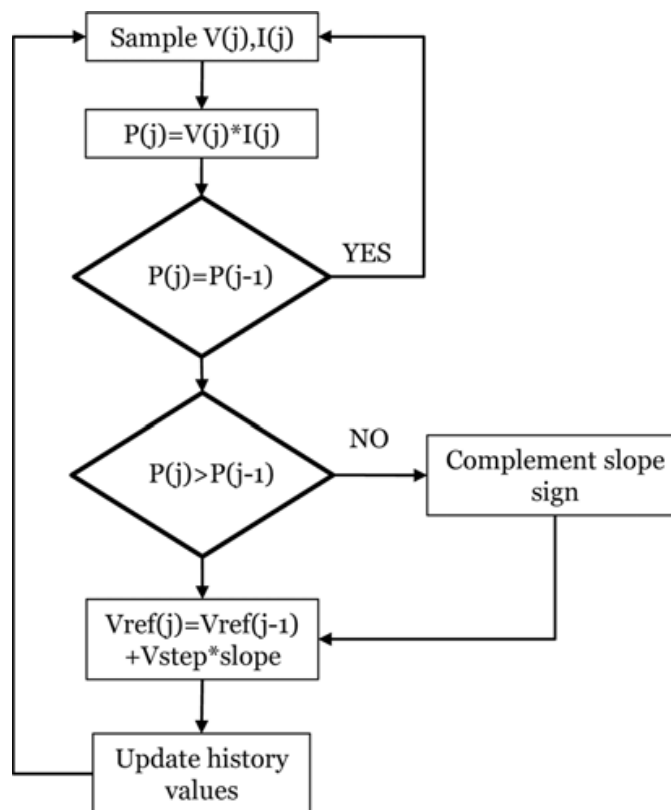 Sample V(j),I(j)
P(j)=V(j)*I(j)
P(j)=P(j-1)
YES
P(j)>P(j-1)
NO
Complement slope
sign
Vref(j)=Vref(j-1)
+Vstep*slope
Update history
values